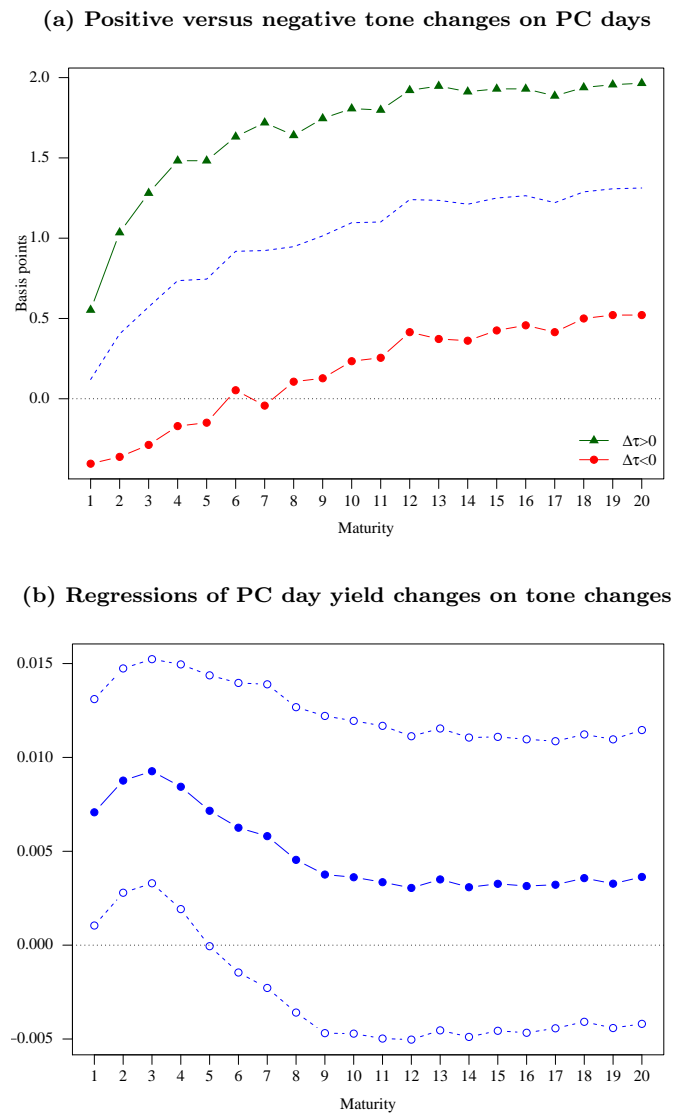 (a) Positive versus negative tone changes on PC days
2.0
1.5
1.0
0.5
0.0
Basis points
Δτ>0
Δτ<0
1 2 3 4 5 6 7 8 9 10 11 12 13 14 15 16 17 18 19 20
Maturity
(b) Regressions of PC day yield changes on tone changes
0.015
0.010
0.005
0.000
−0.005
1 2 3 4 5 6 7 8 9 10 11 12 13 14 15 16 17 18 19 20
Maturity